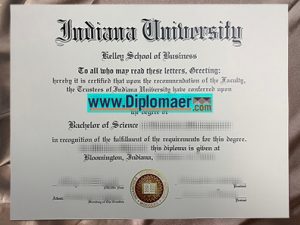 Indiana University
Kelley School of Business
To all who may read these letters, Greeting:
hereby it is certified that upon the recommendation of the Faculty,
the Trustees of Indiana University have conferred upon
www.Diplomaer.com
the degree of
Bachelor of Science
in recognition of the fulfillment of the requirements for this degree.
this diploma is given at
Bloomington, Indiana,